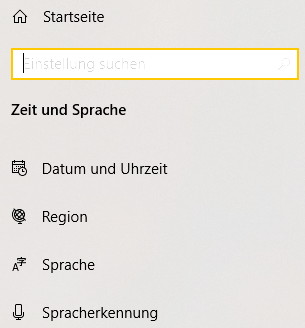 Startseite
Einstellung suchen
Zeit und Sprache
Datum und Uhrzeit
Region
Sprache
Spracherkennung